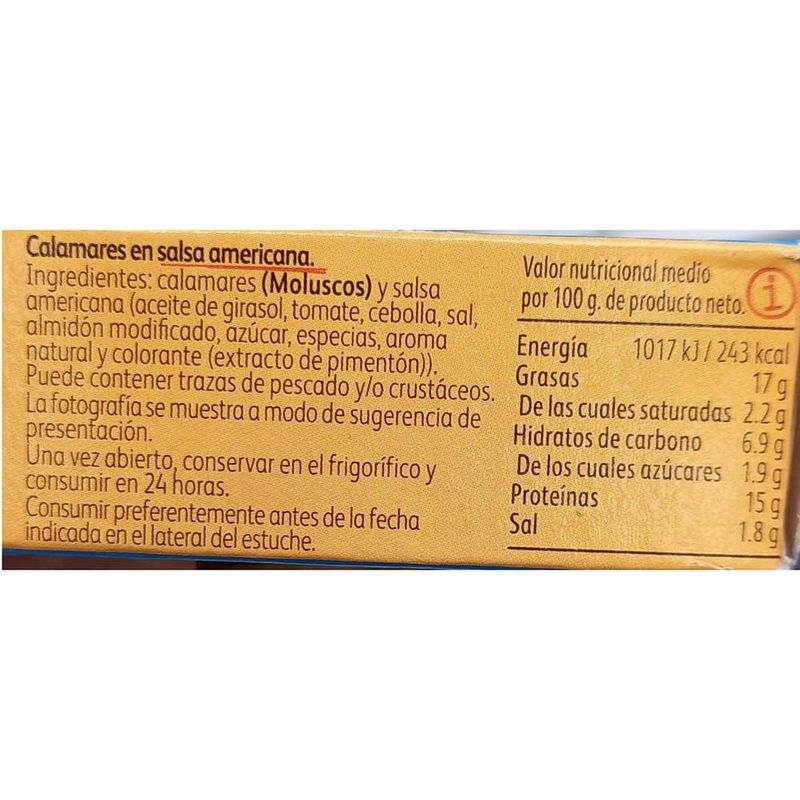 Calamares en salsa americana.
Ingredientes: calamares (Moluscos) y salsa
americana (aceite de girasol, tomate, cebolla, sal,
almidón modificado, azúcar, especias, aroma
natural y colorante (extracto de pimentón)).
Puede contener trazas de pescado y/o crustáceos.
La fotografía se muestra a modo de sugerencia de
presentación.
Una vez abierto, conservar en el frigorífico y
consumir en 24 horas.
Consumir preferentemente antes de la fecha
indicada en el lateral del estuche.
Valor nutricional medio
por 100 g. de producto neto. i
Energía 1017 kJ / 243 kcal
Grasas 17 g
De las cuales saturadas 2.2 g
Hidratos de carbono 6.9 g
De los cuales azúcares 1.9 g
Proteínas 15 g
Sal 1.8 g